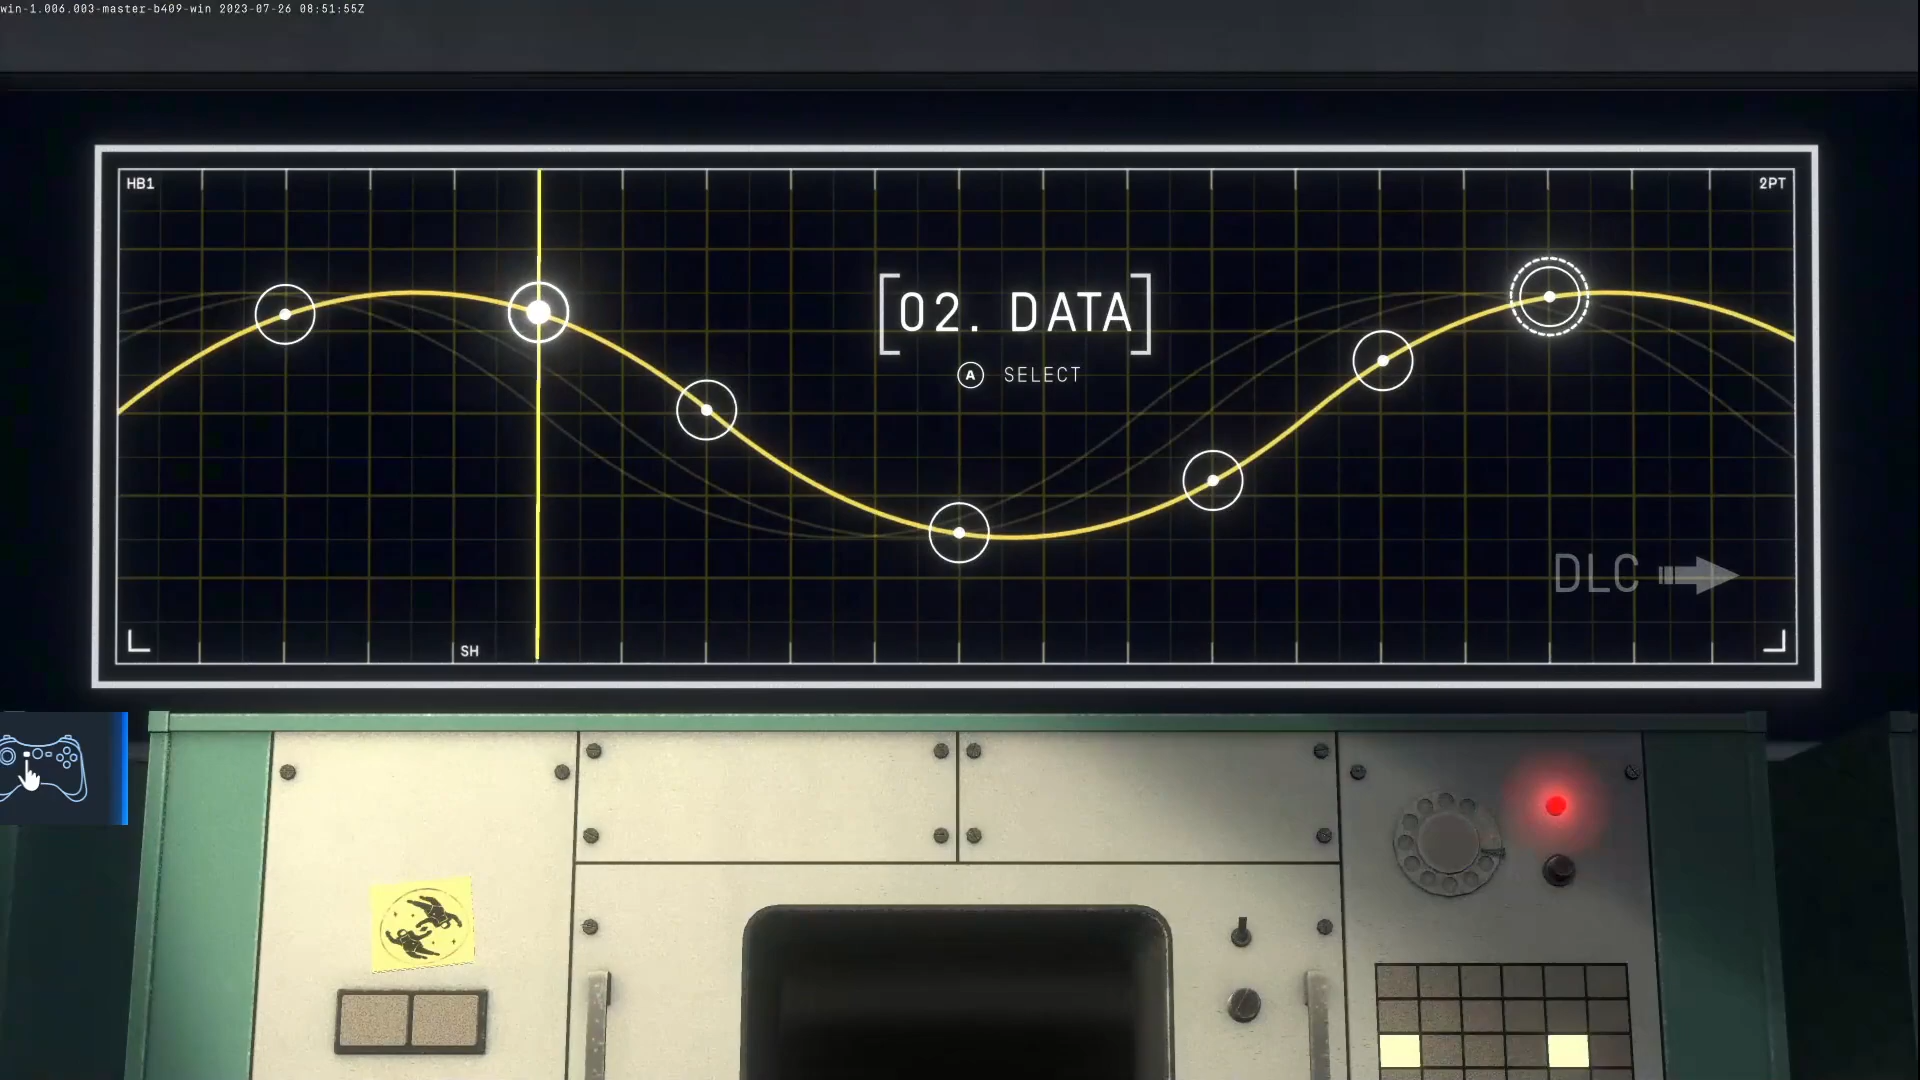 win-1.006.003-master-b409-win 2023-07-26 08:51:55Z
HB1
2PT
[02. DATA]
A SELECT
DLC
SH